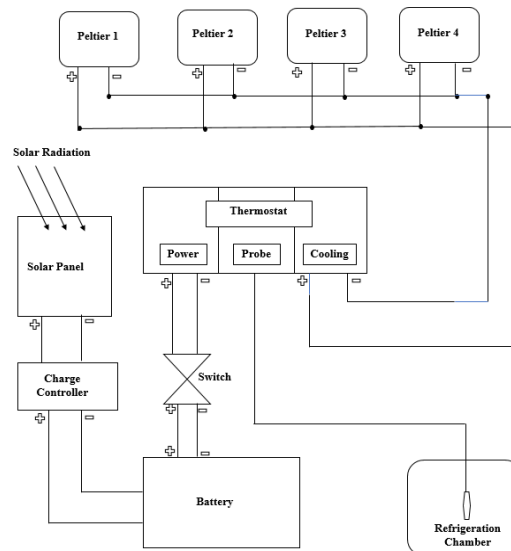 Peltier 1
Peltier 2
Peltier 3
Peltier 4
Solar Radiation
Thermostat
Power
Probe
Cooling
Solar Panel
Switch
Charge
Controller
Battery
Refrigeration
Chamber